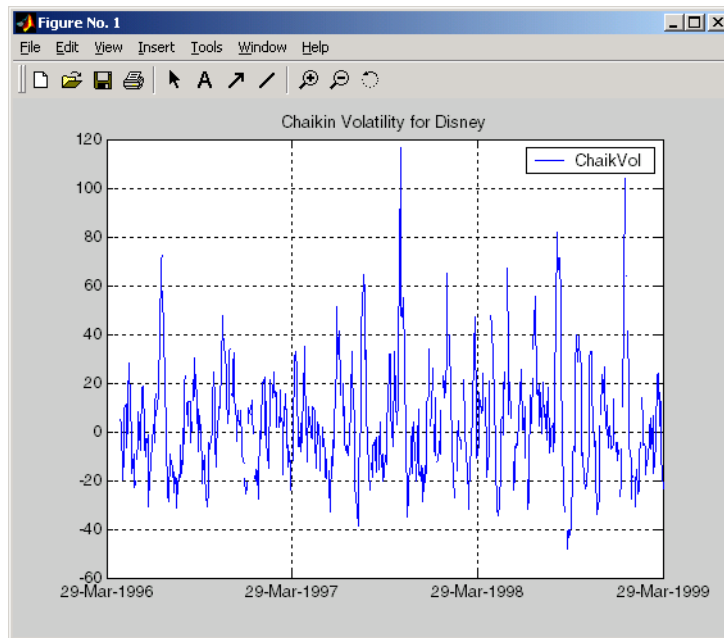 Figure No. 1
File Edit View Insert Tools Window Help
A
Chaikin Volatility for Disney
ChaikVol
120
100
80
60
40
20
0
-20
-40
-60
29-Mar-1996 29-Mar-1997 29-Mar-1998 29-Mar-1999